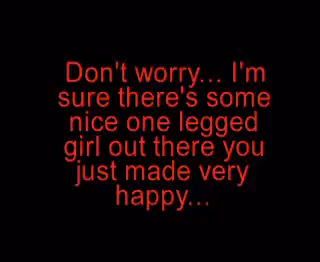 Don't worry... I'm
sure there's some
nice one legged
girl out there you
just made very
happy...